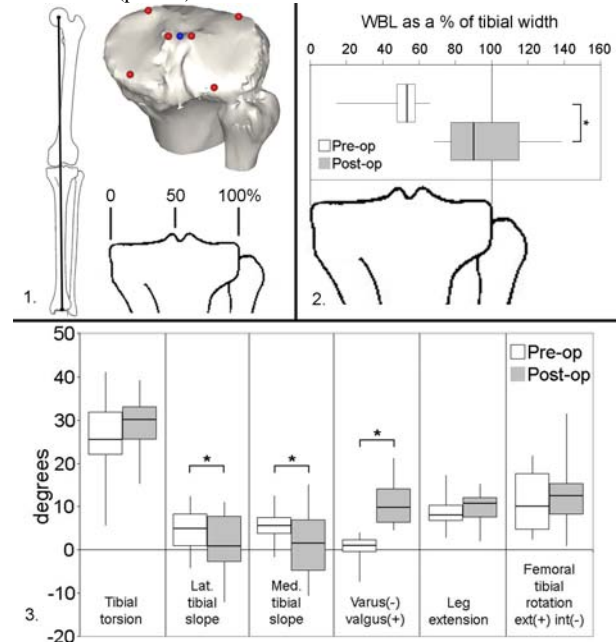 0 50 100%
1.
WBL as a % of tibial width
0 20 40 60 80 100 120 140 160
*
Pre-op
Post-op
2.
50
40
30
20
10
0
-10
-20
degrees
Pre-op
Post-op
* * *
Tibial
torsion
Lat.
tibial
slope
Med.
tibial
slope
Varus(-)
valgus(+)
Leg
extension
Femoral
tibial
rotation
ext(+) int(-)
3.